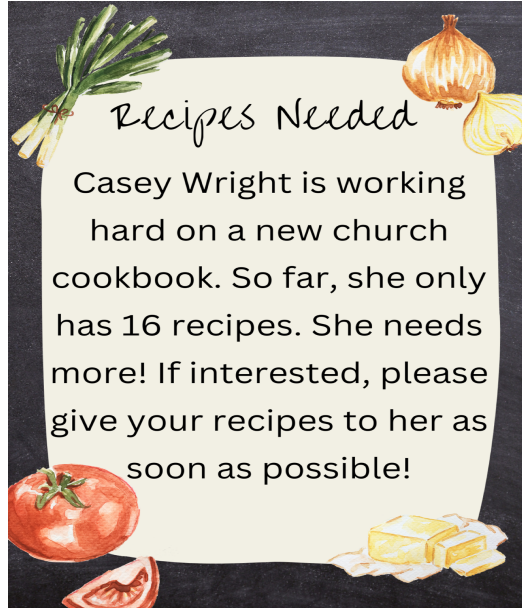 Recipes Needed
Casey Wright is working
hard on a new church
cookbook. So far, she only
has 16 recipes. She needs
more! If interested, please
give your recipes to her as
soon as possible!